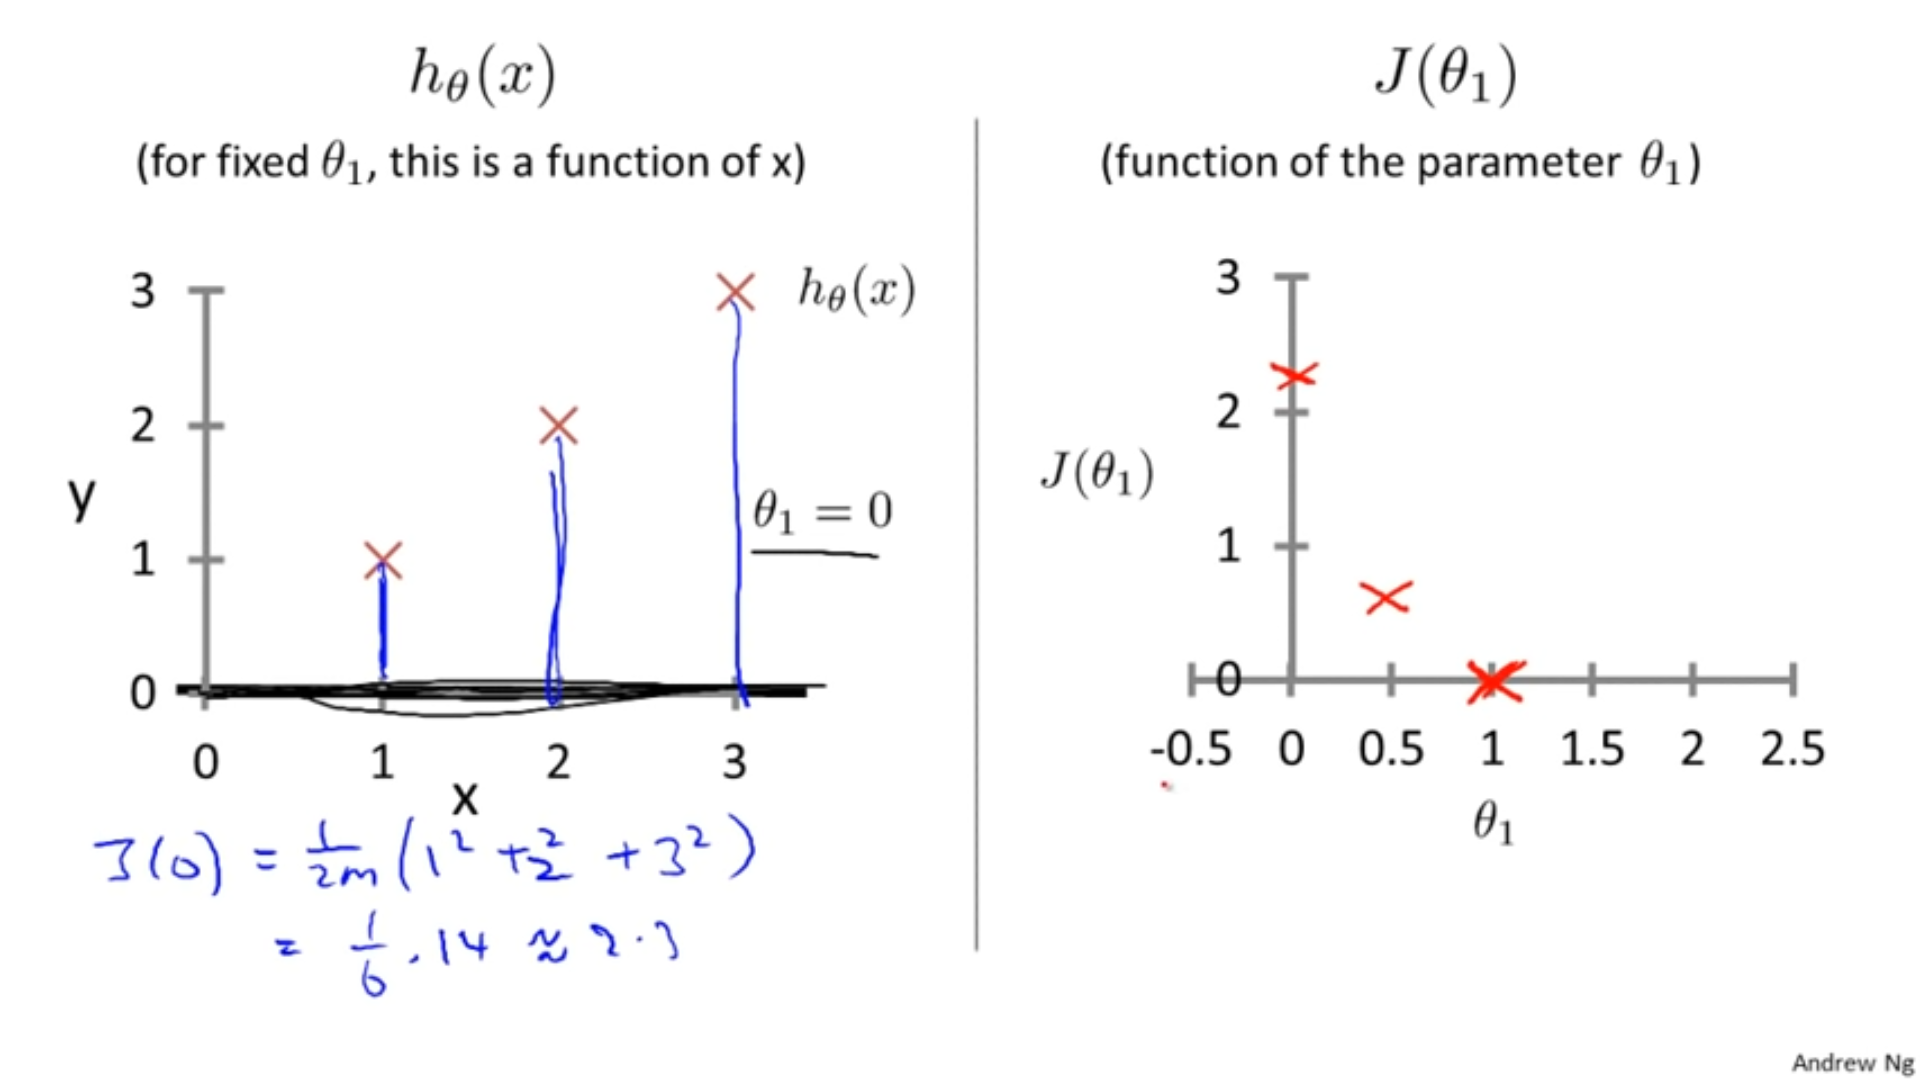 hθ(x)
(for fixed θ₁, this is a function of x)
3
2
1
0
y
0 1 2 3
x
hθ(x)
θ₁ = 0
J(0) = 1/2m (1² + 2² + 3²)
= 1/6 · 14 ≈ 2.3
J(θ₁)
(function of the parameter θ₁)
3
2
1
0
J(θ₁)
-0.5 0 0.5 1 1.5 2 2.5
θ₁
Andrew Ng